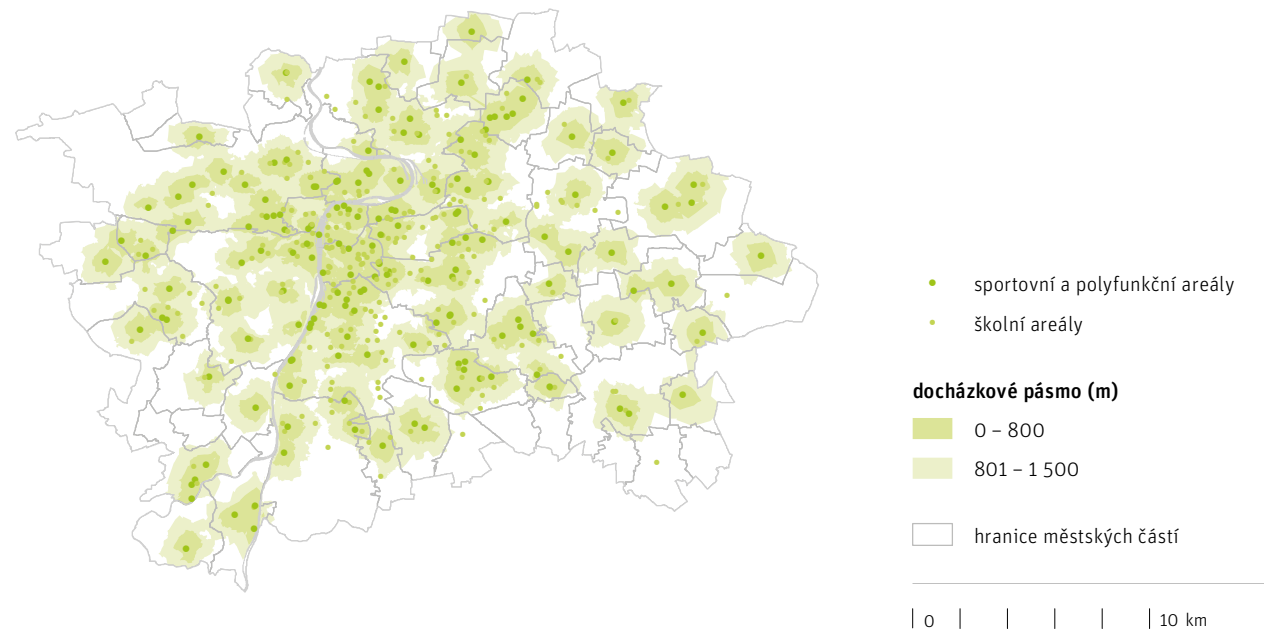 sportovní a polyfunkční areály
školní areály
docházkové pásmo (m)
0 – 800
801 – 1 500
hranice městských částí
0 10 km